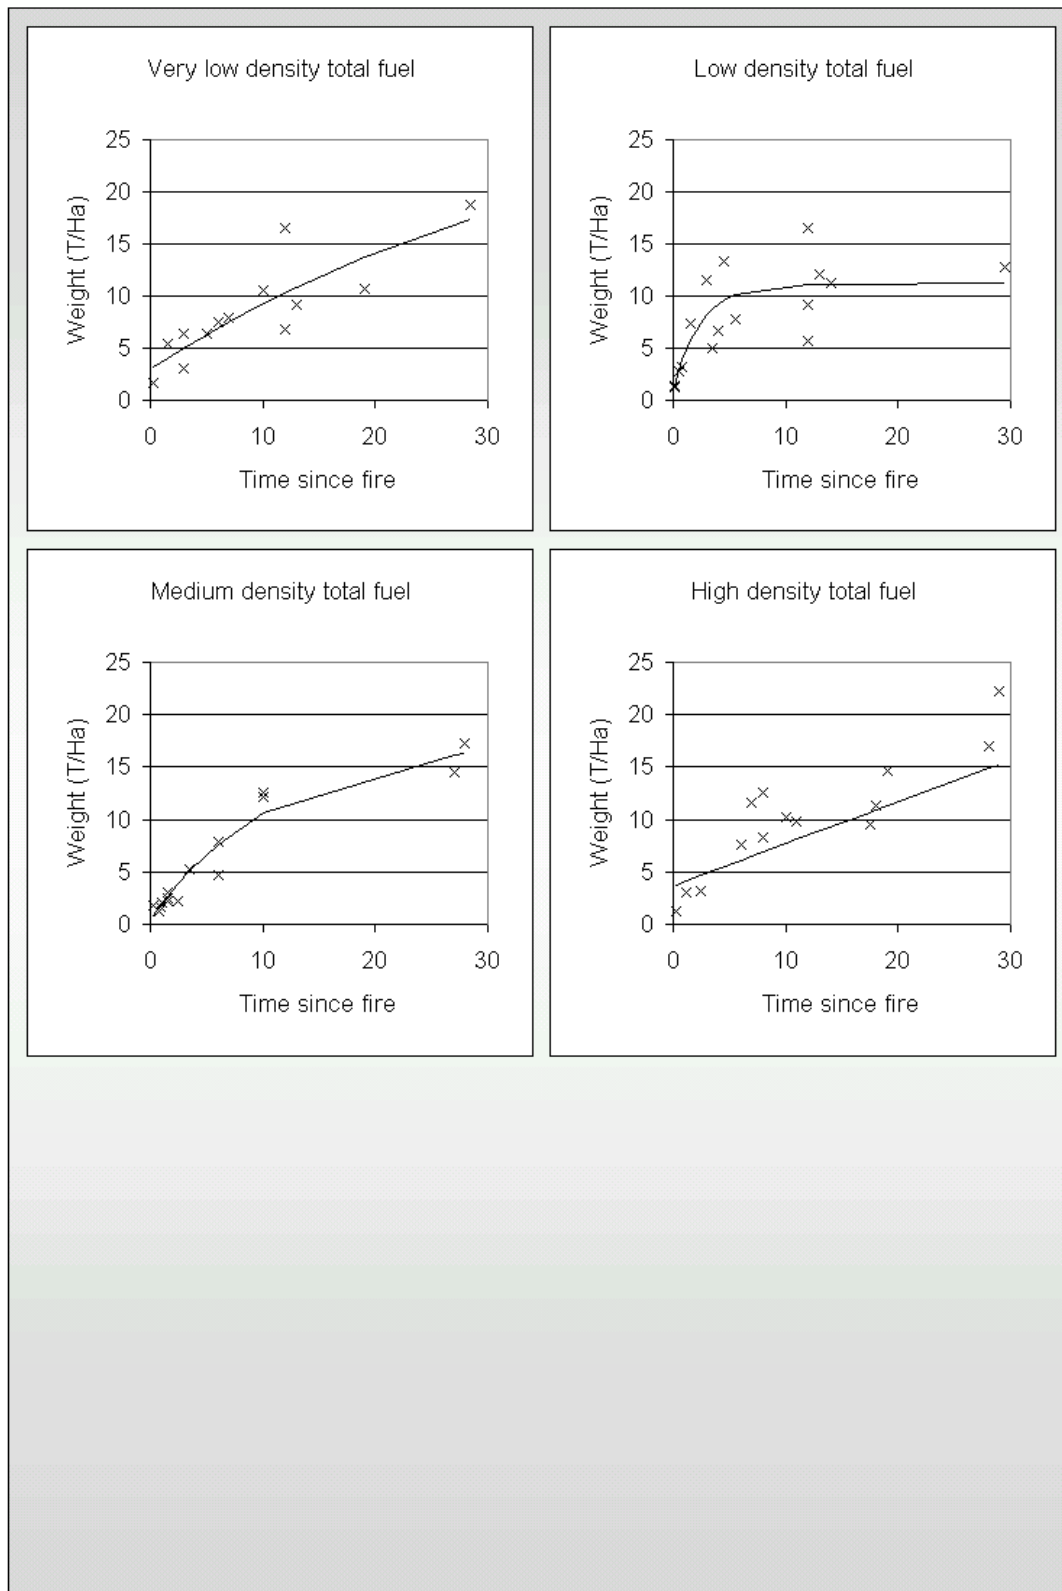 Very low density total fuel
25
20
15
10
5
0
Weight (T/Ha)
0 10 20 30
Time since fire
Low density total fuel
25
20
15
10
5
0
Weight (T/Ha)
0 10 20 30
Time since fire
Medium density total fuel
25
20
15
10
5
0
Weight (T/Ha)
0 10 20 30
Time since fire
High density total fuel
25
20
15
10
5
0
Weight (T/Ha)
0 10 20 30
Time since fire